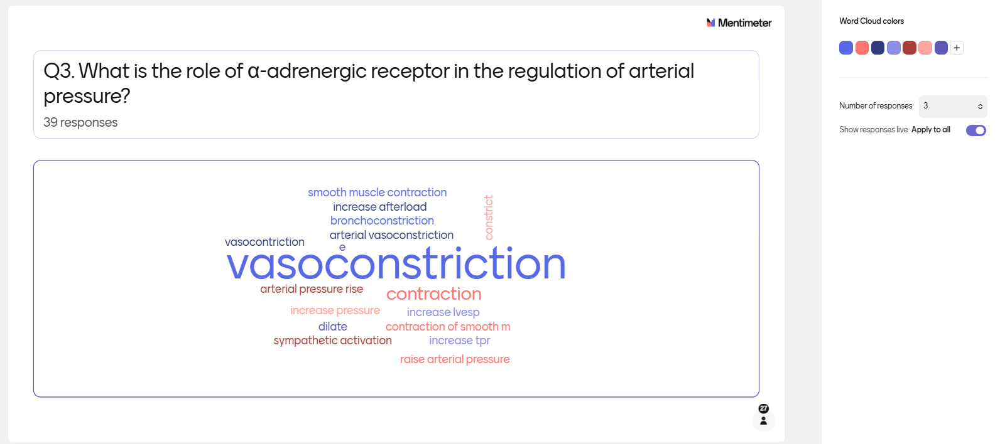 Mentimeter
Q3. What is the role of α-adrenergic receptor in the regulation of arterial
pressure?
39 responses
smooth muscle contraction
increase afterload
bronchoconstriction
constrict
arterial vasoconstriction
vasocontriction
e
vasoconstriction
arterial pressure rise
contraction
increase pressure
increase lvesp
dilate
contraction of smooth m
sympathetic activation
increase tpr
raise arterial pressure
27
Word Cloud colors
+
Number of responses 3
Show responses live Apply to all